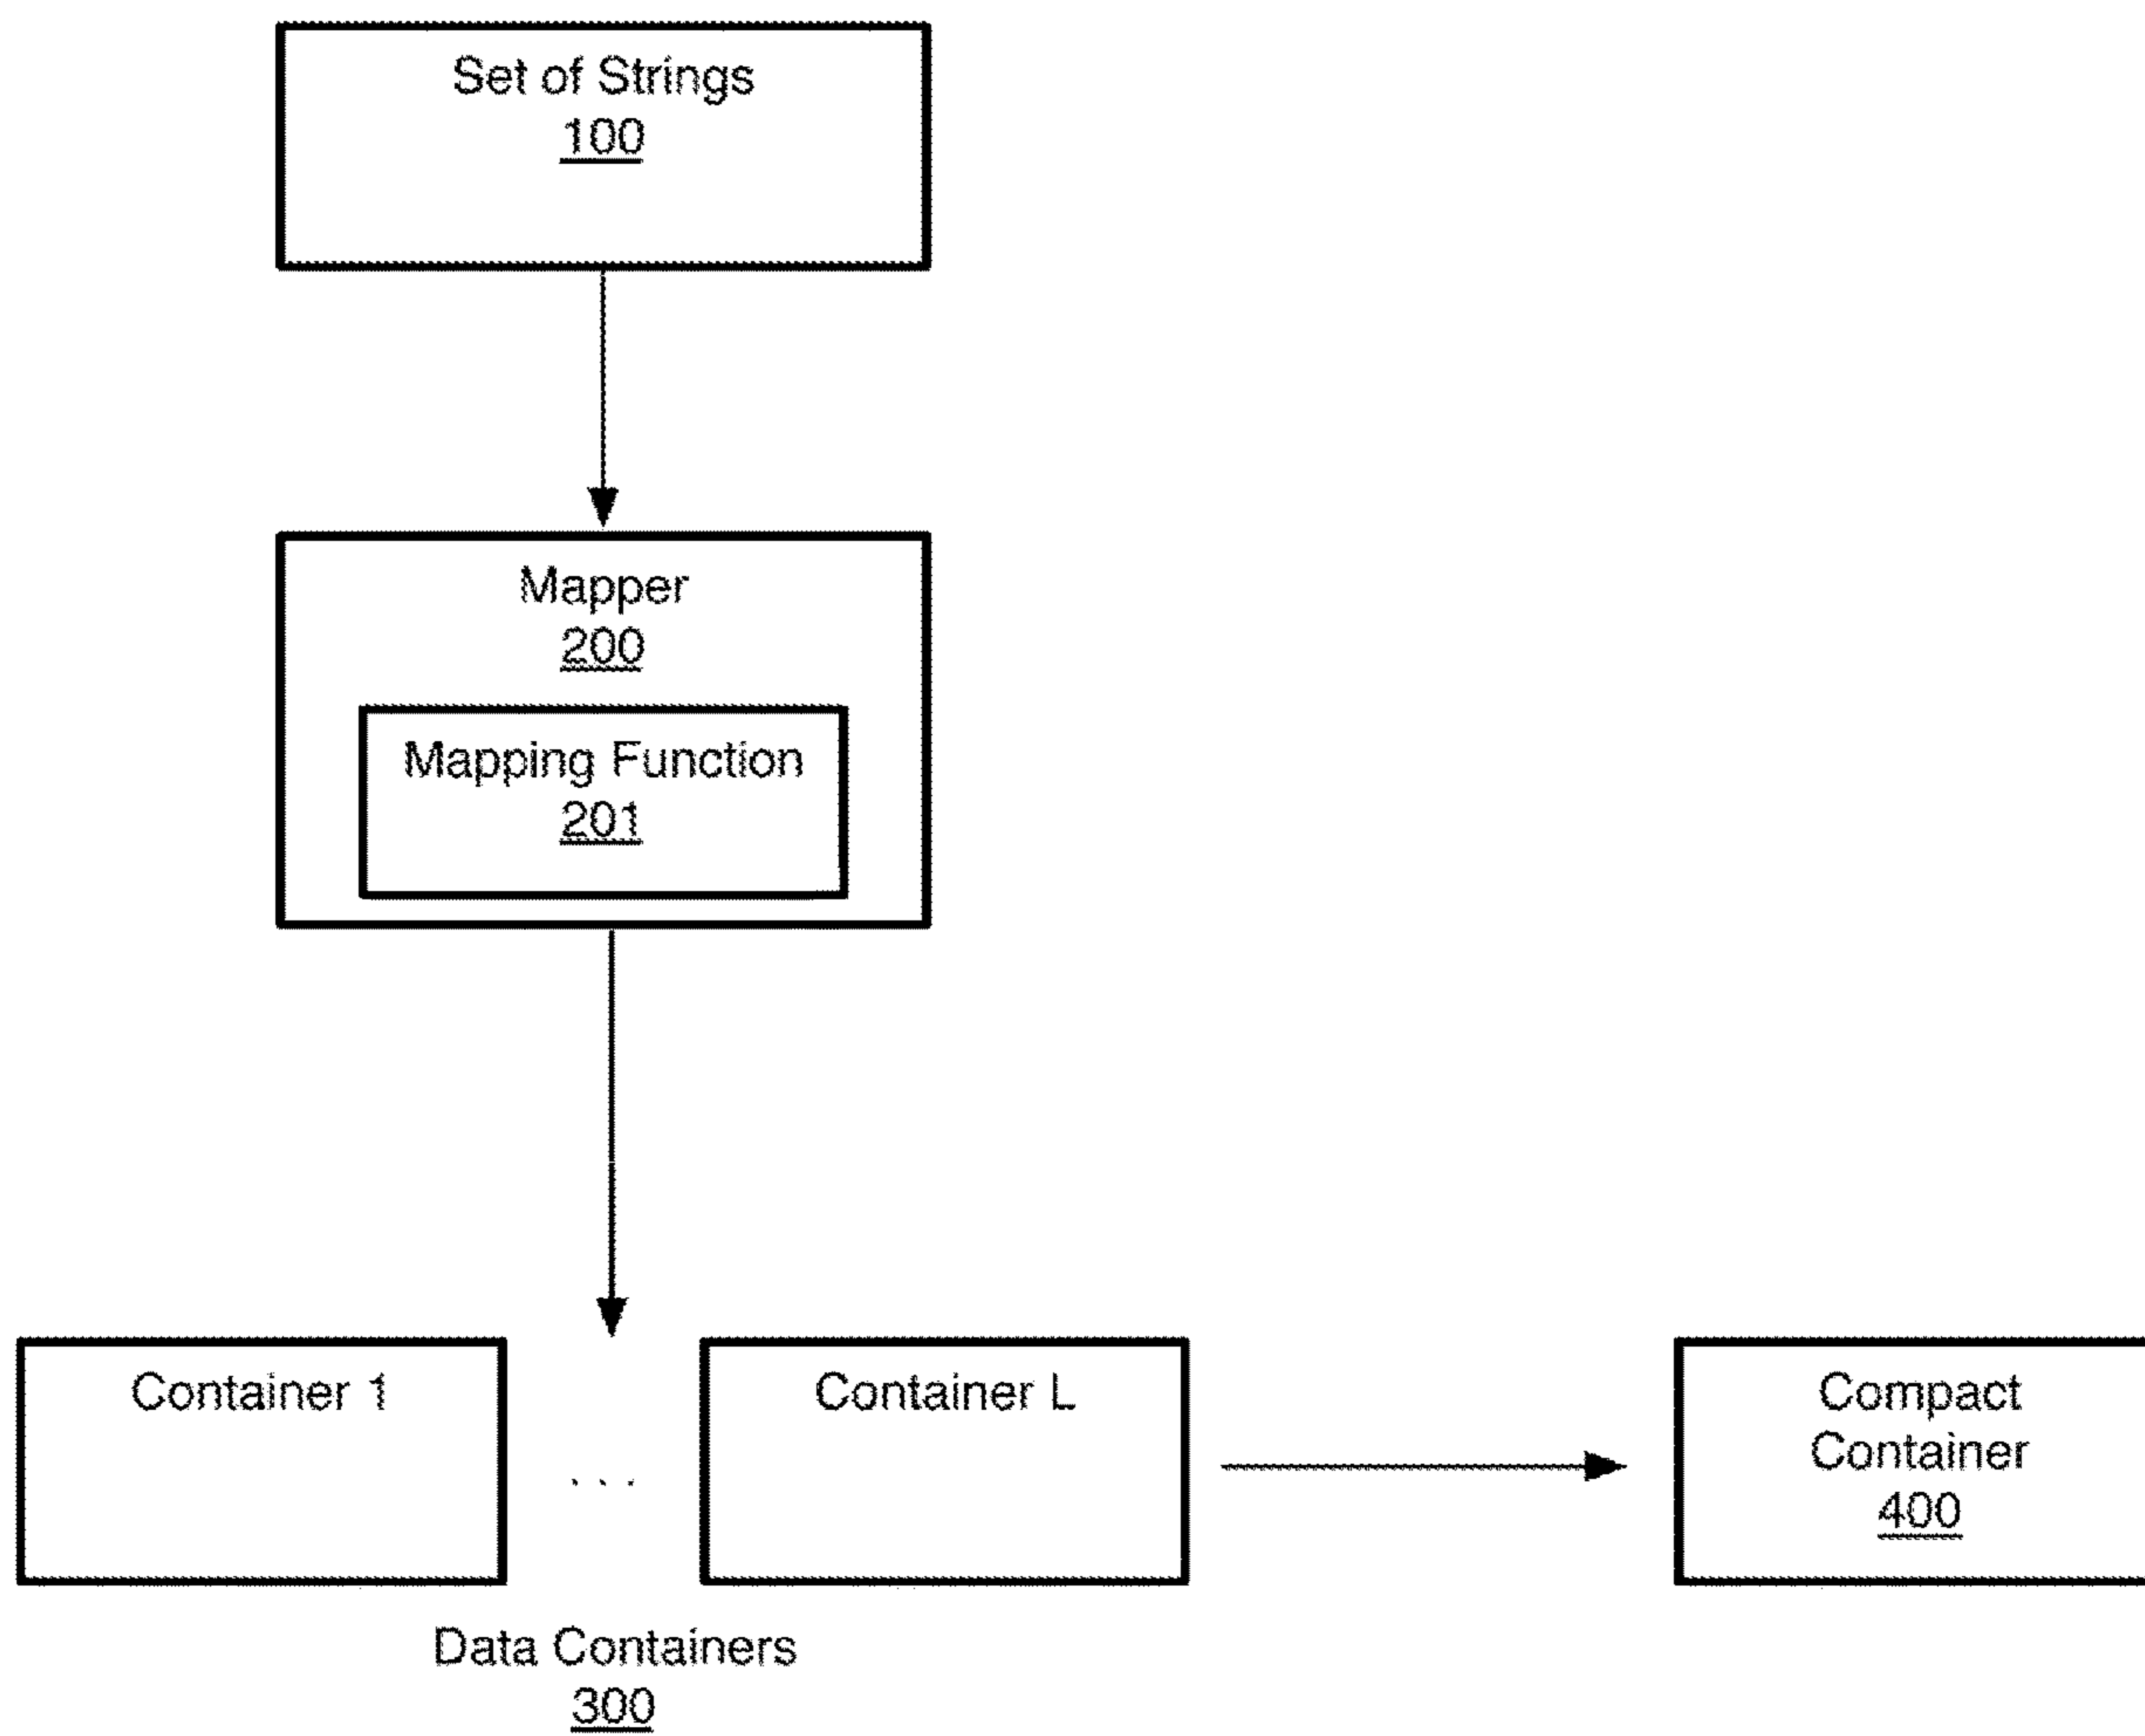 Set of Strings
100
Mapper
200
Mapping Function
201
Container 1
. . .
Container L
Compact
Container
400
Data Containers
300